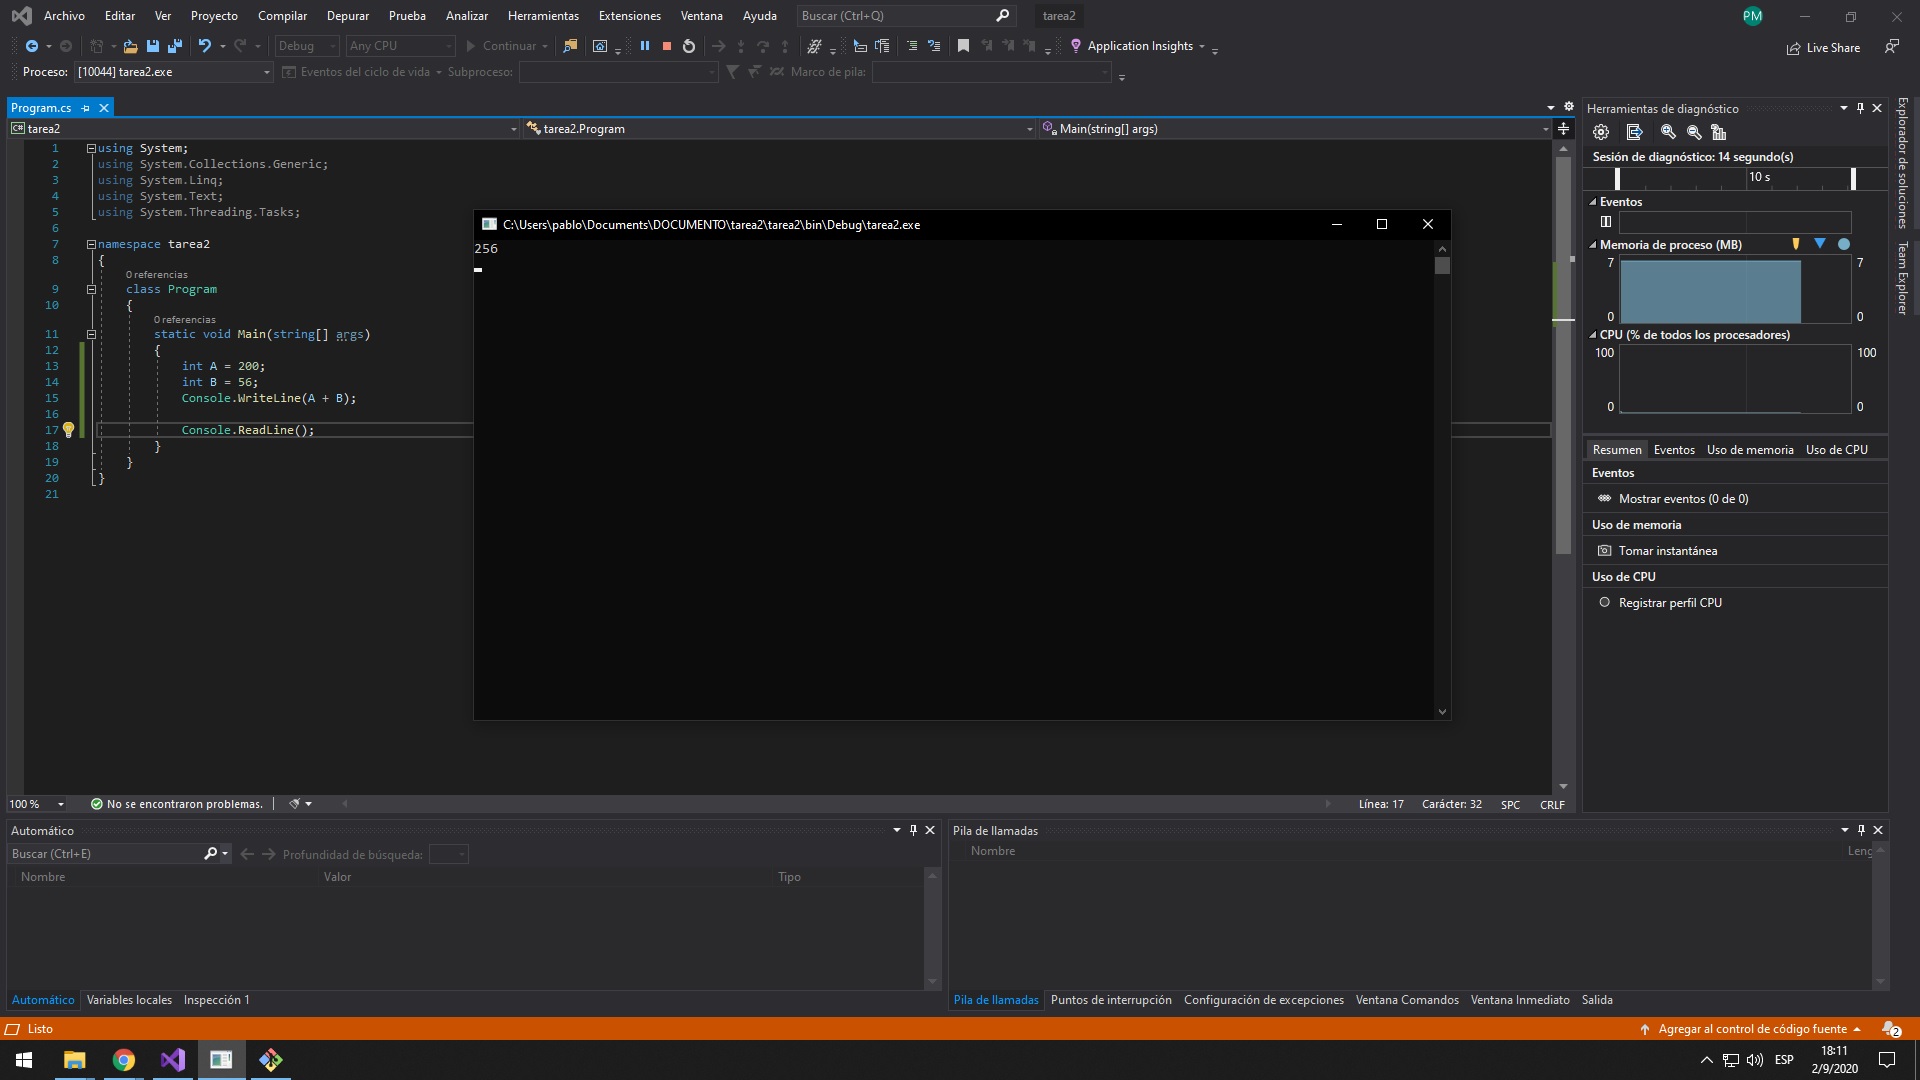 Archivo Editar Ver Proyecto Compilar Depurar Prueba Analizar Herramientas Extensiones Ventana Ayuda Buscar (Ctrl+Q) tarea2 PM
Debug Any CPU Continuar Application Insights Live Share
Proceso: [10044] tarea2.exe Eventos del ciclo de vida Subproceso: Marco de pila:
Program.cs
tarea2 tarea2.Program Main(string[] args)
1 using System;
2 using System.Collections.Generic;
3 using System.Linq;
4 using System.Text;
5 using System.Threading.Tasks;
6
7 namespace tarea2
8 {
0 referencias
9 class Program
10 {
0 referencias
11 static void Main(string[] args)
12 {
13 int A = 200;
14 int B = 56;
15 Console.WriteLine(A + B);
16
17 Console.ReadLine();
18 }
19 }
20 }
21
C:\Users\pablo\Documents\DOCUMENTO\tarea2\tarea2\bin\Debug\tarea2.exe
256
Herramientas de diagnóstico
Sesión de diagnóstico: 14 segundo(s)
10 s
Eventos
Memoria de proceso (MB)
7 7
0 0
CPU (% de todos los procesadores)
100 100
0 0
Resumen Eventos Uso de memoria Uso de CPU
Eventos
Mostrar eventos (0 de 0)
Uso de memoria
Tomar instantánea
Uso de CPU
Registrar perfil CPU
Explorador de soluciones
Team Explorer
100 % No se encontraron problemas. Línea: 17 Carácter: 32 SPC CRLF
Automático
Buscar (Ctrl+E) Profundidad de búsqueda:
Nombre Valor Tipo
Automático Variables locales Inspección 1
Pila de llamadas
Nombre Leng
Pila de llamadas Puntos de interrupción Configuración de excepciones Ventana Comandos Ventana Inmediato Salida
Listo Agregar al control de código fuente 2
ESP
18:11
2/9/2020